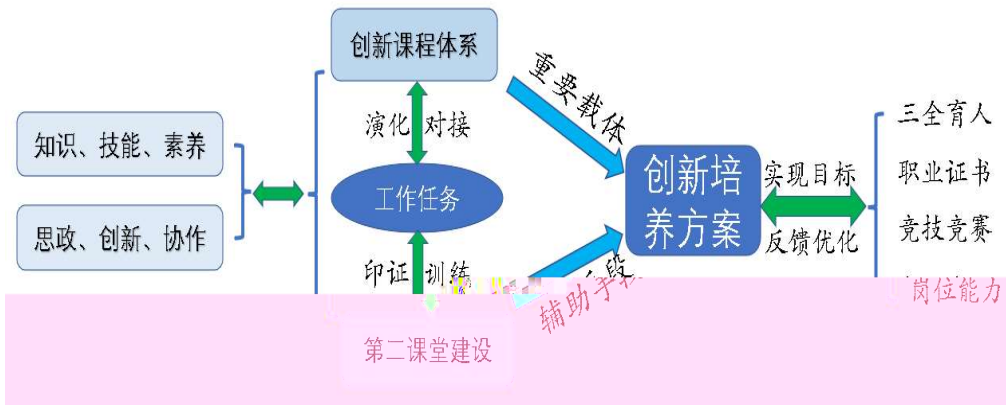 创新课程体系
重要载体
知识、技能、素养
思政、创新、协作
演化 对接
工作任务
印证 训练
第二课堂建设
辅助手段
创新培
养方案
实现目标
反馈优化
三全育人
职业证书
竞技竞赛
岗位能力